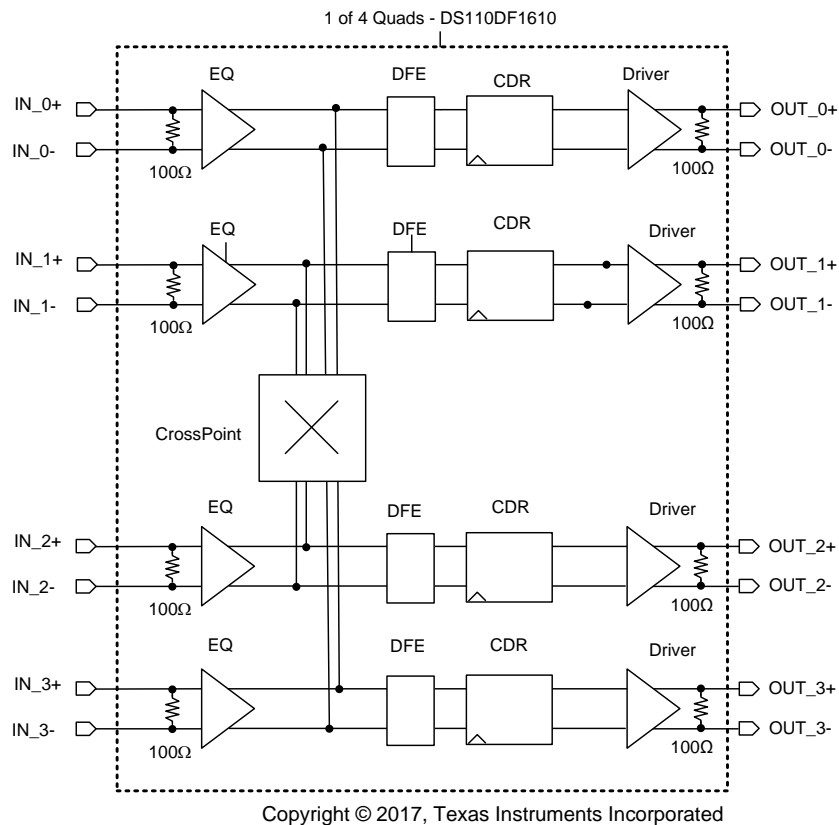 1 of 4 Quads - DS110DF1610
EQ
DFE
CDR
Driver
IN_0+
OUT_0+
IN_0-
OUT_0-
100Ω
100Ω
EQ
DFE
CDR
Driver
IN_1+
OUT_1+
IN_1-
OUT_1-
100Ω
100Ω
CrossPoint
EQ
DFE
CDR
Driver
IN_2+
OUT_2+
IN_2-
OUT_2-
100Ω
100Ω
EQ
DFE
CDR
Driver
IN_3+
OUT_3+
IN_3-
OUT_3-
100Ω
100Ω
Copyright © 2017, Texas Instruments Incorporated